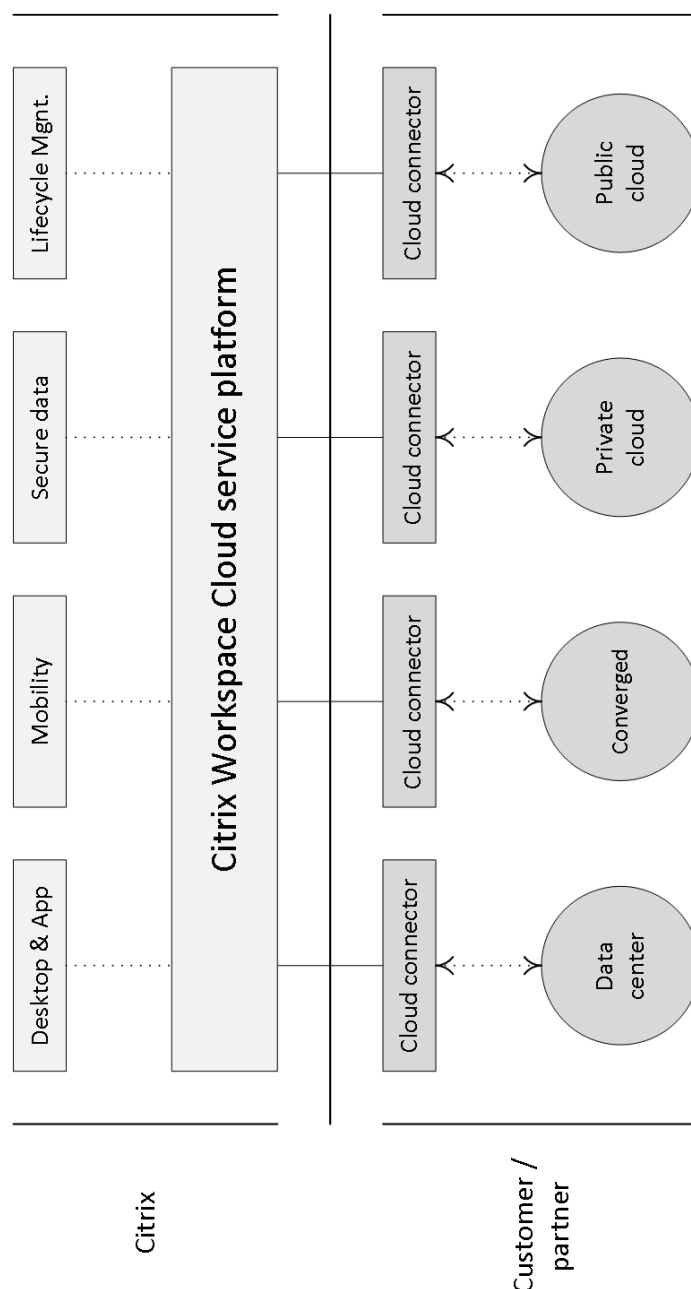 Citrix
Desktop & App
Mobility
Secure data
Lifecycle Mgnt.
Citrix Workspace Cloud service platform
Customer /
partner
Cloud connector
Cloud connector
Cloud connector
Cloud connector
Data
center
Converged
Private
cloud
Public
cloud